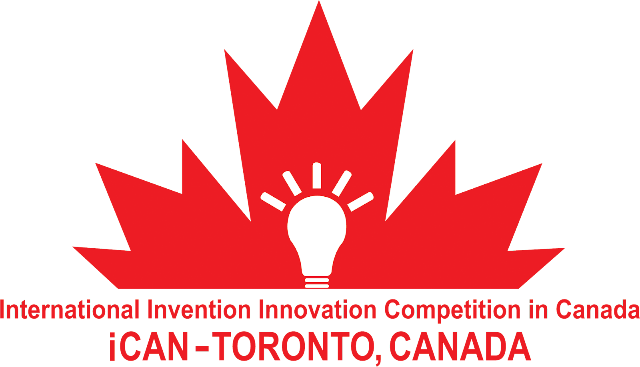 International Invention Innovation Competition in Canada
iCAN-TORONTO, CANADA